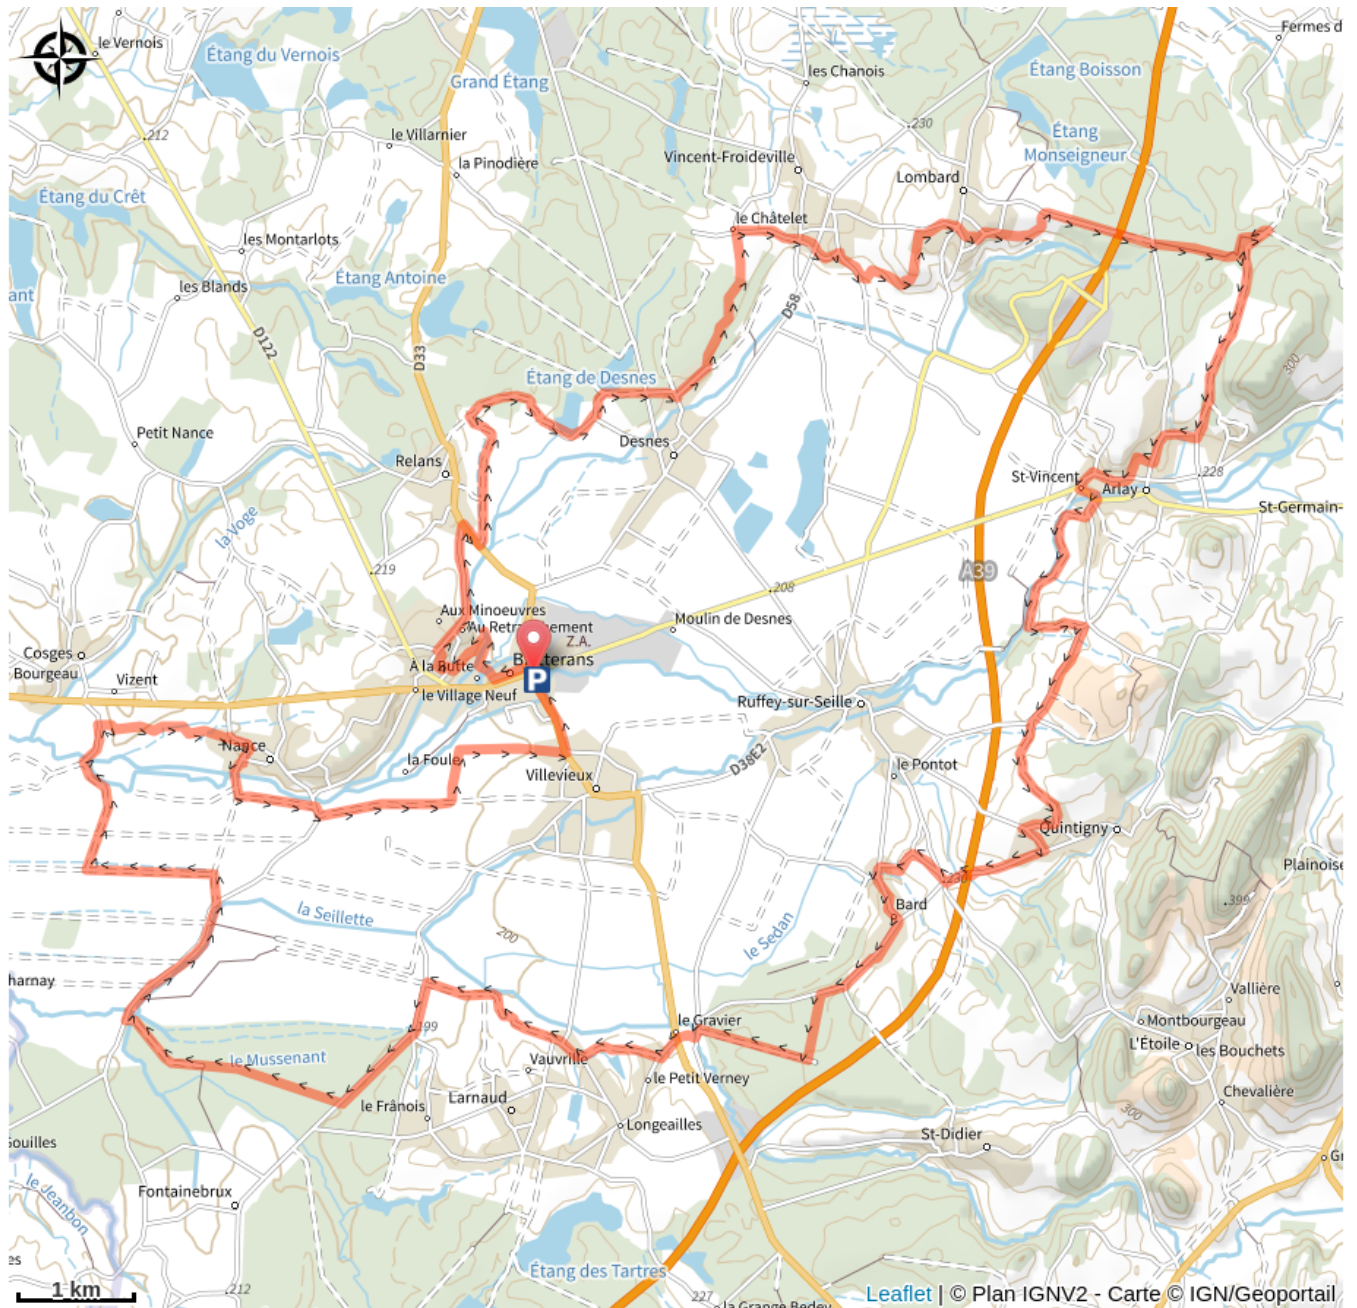 le Vernois
Étang du Vernois
Grand Étang
les Chanois
Étang Boisson
Fermes d
212
le Villarnier
la Pinodière
230
Étang
Monseigneur
Vincent-Froideville
Lombard
Étang du Crêt
le Châtelet
les Montarlots
Étang Antoine
les Blands
ant
D122
D33
D58
300
Étang de Desnes
Petit Nance
Relans
Desnes
St-Vincent
Arlay
228
St-Germain-
la Voge
219
A39
208
Aux Minoeuvres
Moulin de Desnes
Z.A.
Cosges
Bourgeau
Vizent
À la Butte
le Village Neuf
P
Ruffey-sur-Seille
Nance
la Foule
Villevieux
D38E2
le Pontot
Quintigny
Plainoise
230
Bard
399
la Seillette
200
le Sedan
harnay
Vallière
le Gravier
Montbourgeau
199
L'Étoile
les Bouchets
le Mussenant
Vauvrille
le Petit Verney
Chevalière
le Frânois
Larnaud
Longeailles
300
St-Didier
Gouilles
Gr
le Jeanbon
Fontainebrux
es
Étang des Tartres
212
227
la Grange Bedey
1 km
Leaflet | © Plan IGNV2 - Carte © IGN/Geoportail